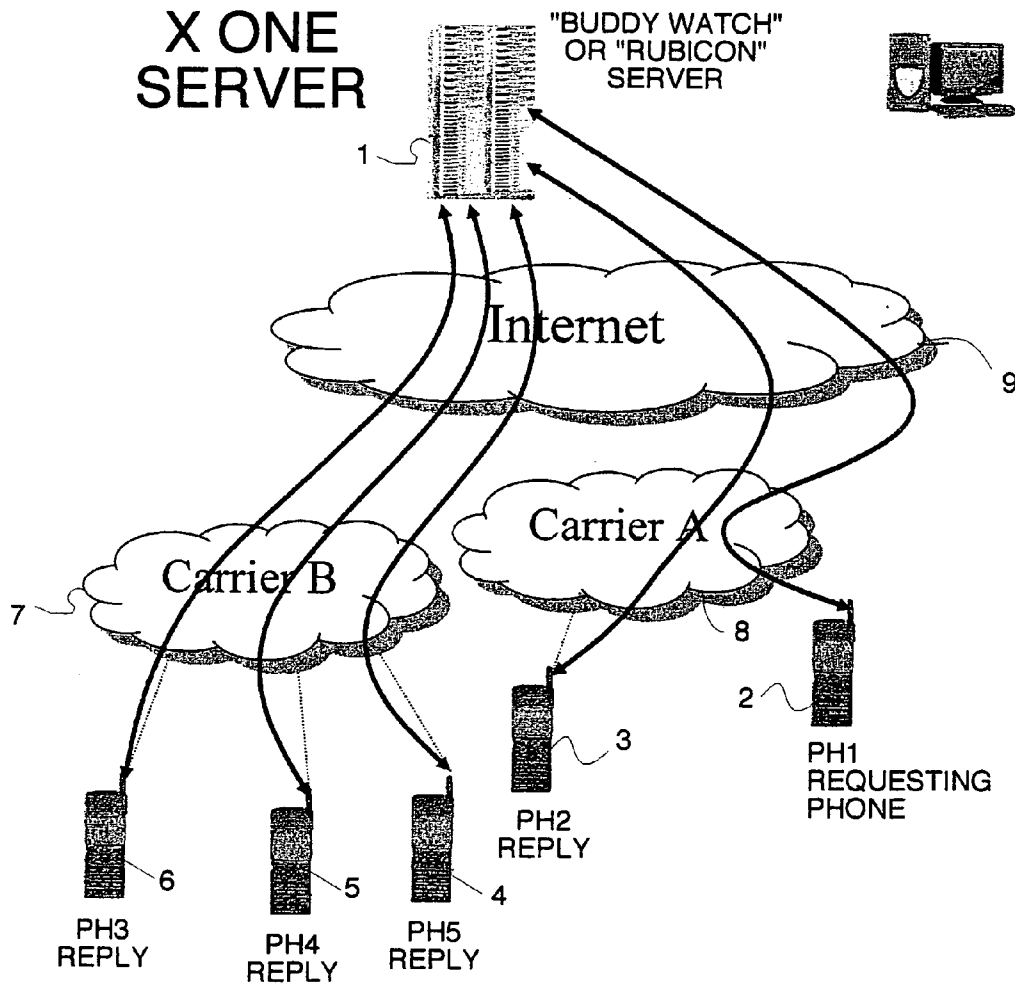 X ONE
SERVER
"BUDDY WATCH"
OR "RUBICON"
SERVER
1
Internet
9
Carrier A
Carrier B
7
8
2
3
PH1
REQUESTING
PHONE
PH2
REPLY
6
5
4
PH3
REPLY
PH4
REPLY
PH5
REPLY